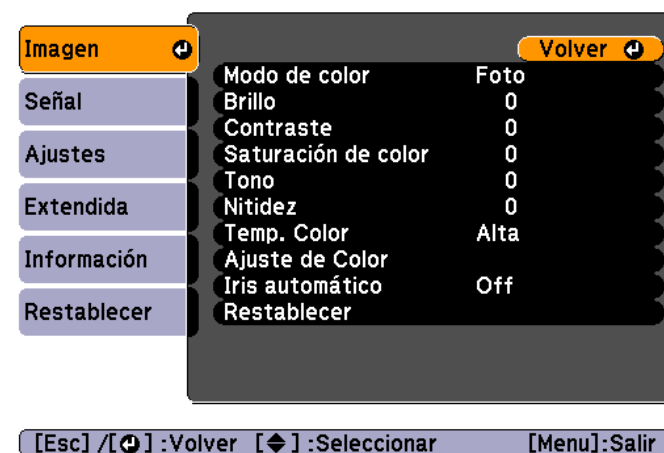 Imagen
Señal
Ajustes
Extendida
Información
Restablecer
Volver
Modo de color Foto
Brillo 0
Contraste 0
Saturación de color 0
Tono 0
Nitidez 0
Temp. Color Alta
Ajuste de Color
Iris automático Off
Restablecer
[Esc] /[ ] :Volver [ ] :Seleccionar [Menu]:Salir